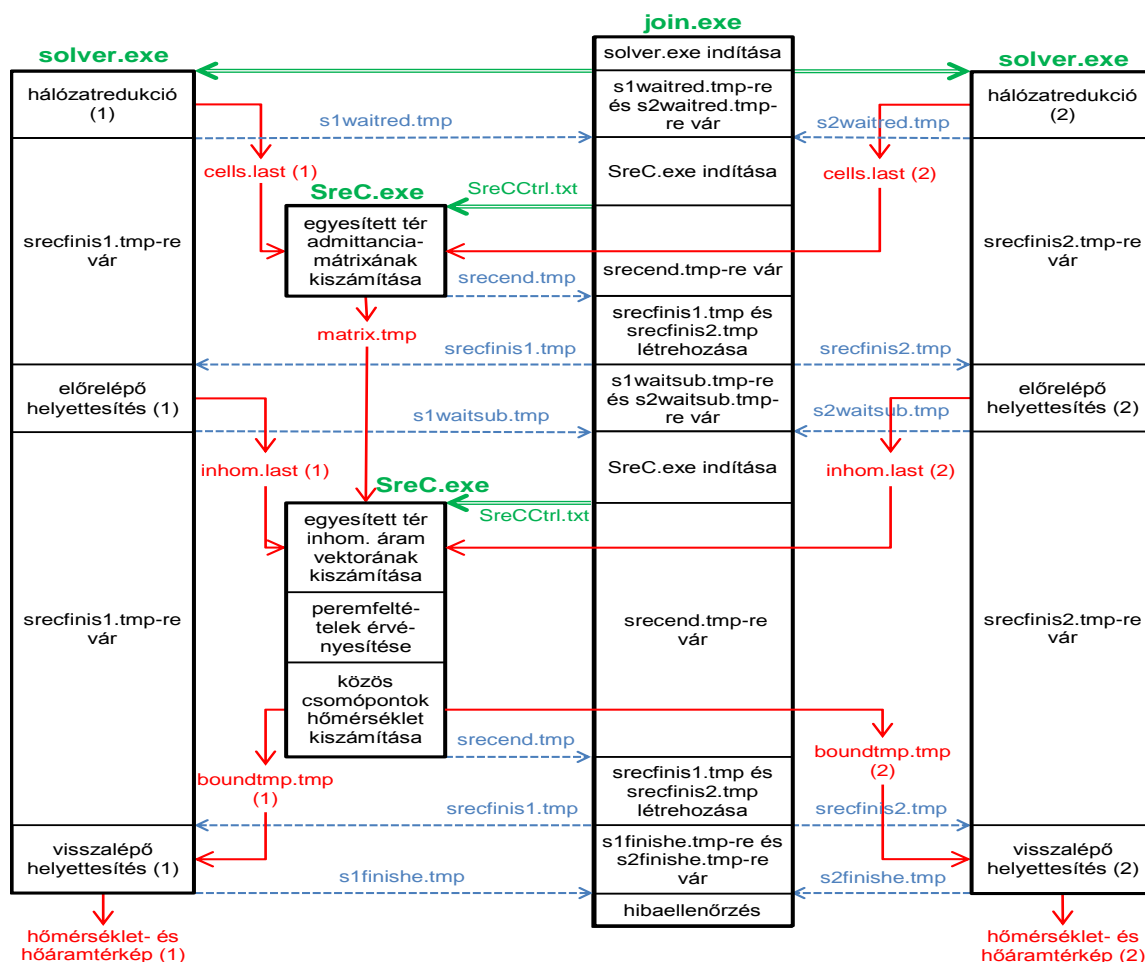 join.exe
solver.exe
solver.exe
solver.exe indítása
hálózatredukció
(1)
s1waitred.tmp-re
és s2waitred.tmp-
re vár
hálózatredukció
(2)
s1waitred.tmp
s2waitred.tmp
cells.last (1)
SreC.exe indítása
cells.last (2)
SreC.exe
SreCCtrl.txt
srecfinis1.tmp-re
vár
egyesített tér
admittancia-
mátrixának
kiszámítása
srecend.tmp-re vár
srecfinis2.tmp-re
vár
srecend.tmp
matrix.tmp
srecfinis1.tmp és
srecfinis2.tmp
létrehozása
srecfinis1.tmp
srecfinis2.tmp
előrelépő
helyettesítés (1)
s1waitsub.tmp-re
és s2waitsub.tmp-
re vár
előrelépő
helyettesítés (2)
s1waitsub.tmp
s2waitsub.tmp
inhom.last (1)
SreC.exe indítása
inhom.last (2)
SreC.exe
SreCCtrl.txt
egyesített tér
inhom. áram
vektorának
kiszámítása
peremfelté-
telek érvé-
nyesítése
srecfinis1.tmp-re
vár
srecend.tmp-re
vár
srecfinis2.tmp-re
vár
közös
csomópontok
hőmérséklet
kiszámítása
srecend.tmp
boundtmp.tmp
(1)
srecfinis1.tmp és
srecfinis2.tmp
létrehozása
boundtmp.tmp
(2)
srecfinis1.tmp
srecfinis2.tmp
visszalépő
helyettesítés (1)
s1finishe.tmp-re és
s2finishe.tmp-re
vár
visszalépő
helyettesítés (2)
s1finishe.tmp
s2finishe.tmp
hibaellenőrzés
hőmérséklet- és
hőáramtérkép (1)
hőmérséklet- és
hőáramtérkép (2)